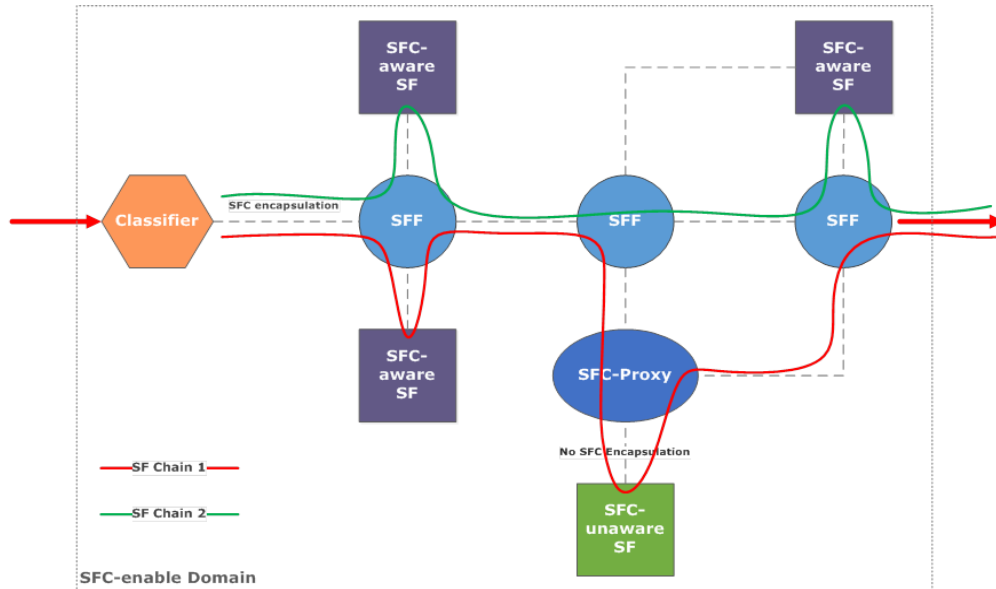 SFC-
aware
SF
SFC-
aware
SF
Classifier
SFC encapsulation
SFF
SFF
SFF
SFC-
aware
SF
SFC-Proxy
No SFC Encapsulation
SF Chain 1
SF Chain 2
SFC-
unaware
SF
SFC-enable Domain